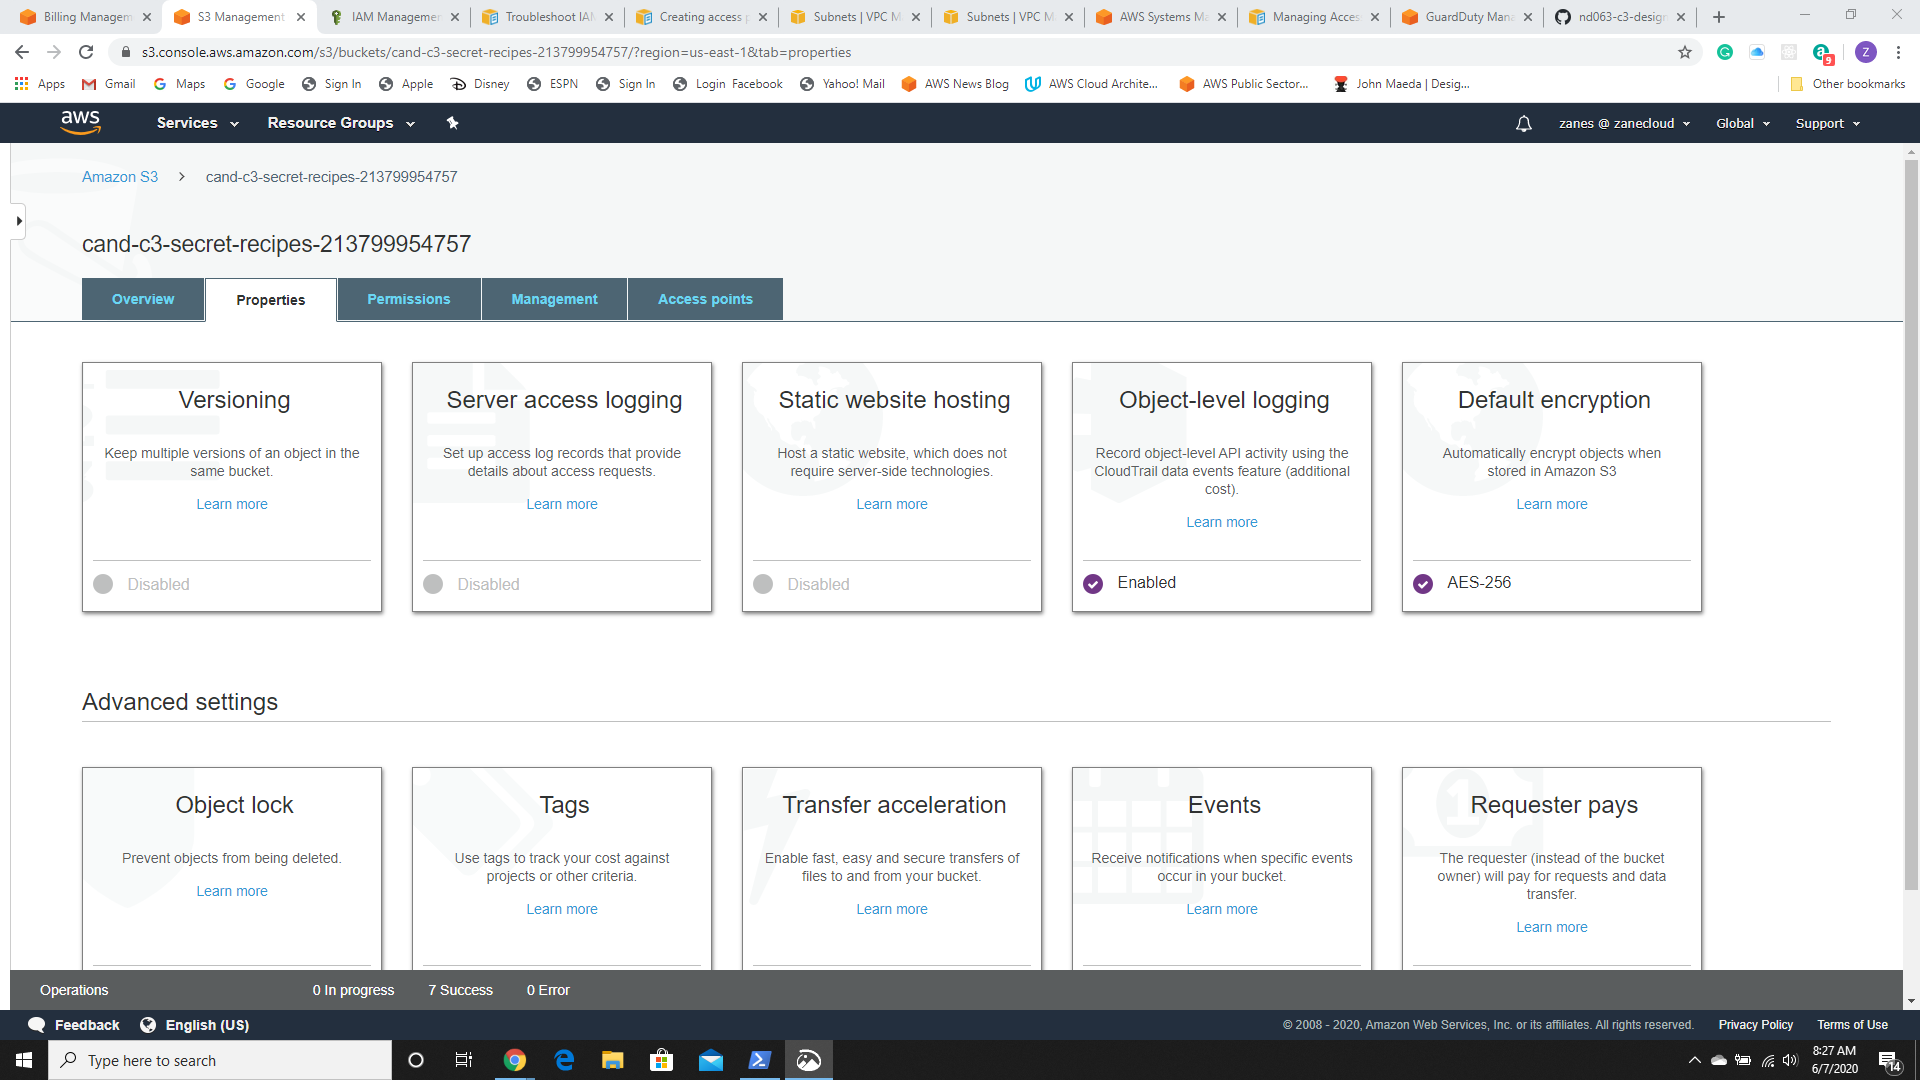 Billing Managem
S3 Management
IAM Managemen
Troubleshoot IAM
Creating access p
Subnets | VPC M
Subnets | VPC M
AWS Systems Ma
Managing Acces
GuardDuty Mana
nd063-c3-design
s3.console.aws.amazon.com/s3/buckets/cand-c3-secret-recipes-213799954757/?region=us-east-1&tab=properties
9
Z
Apps
Gmail
Maps
Google
Sign In
Apple
Disney
ESPN
Sign In
Login Facebook
Yahoo! Mail
AWS News Blog
AWS Cloud Archite...
AWS Public Sector...
John Maeda | Desig...
Other bookmarks
aws
Services
Resource Groups
zanes @ zanecloud
Global
Support
Amazon S3
cand-c3-secret-recipes-213799954757
cand-c3-secret-recipes-213799954757
Overview
Properties
Permissions
Management
Access points
Versioning
Keep multiple versions of an object in the
same bucket.
Learn more
Disabled
Server access logging
Set up access log records that provide
details about access requests.
Learn more
Disabled
Static website hosting
Host a static website, which does not
require server-side technologies.
Learn more
Disabled
Object-level logging
Record object-level API activity using the
CloudTrail data events feature (additional
cost).
Learn more
Enabled
Default encryption
Automatically encrypt objects when
stored in Amazon S3
Learn more
AES-256
Advanced settings
Object lock
Prevent objects from being deleted.
Learn more
Tags
Use tags to track your cost against
projects or other criteria.
Learn more
Transfer acceleration
Enable fast, easy and secure transfers of
files to and from your bucket.
Learn more
Events
Receive notifications when specific events
occur in your bucket.
Learn more
Requester pays
The requester (instead of the bucket
owner) will pay for requests and data
transfer.
Learn more
Operations
0 In progress
7 Success
0 Error
Feedback
English (US)
© 2008 - 2020, Amazon Web Services, Inc. or its affiliates. All rights reserved.
Privacy Policy
Terms of Use
Type here to search
8:27 AM
6/7/2020
14